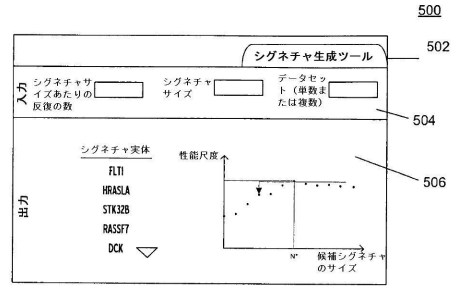 500
シグネチャ生成ツール
502
入力
シグネチャサ
イズあたりの
反復の数
シグネチャ
サイズ
データセッ
ト（単数ま
たは複数）
504
出力
シグネチャ実体
FLT1
HRASLA
STK32B
RASSF7
DCK
性能尺度
N*
候補シグネチャ
のサイズ
506